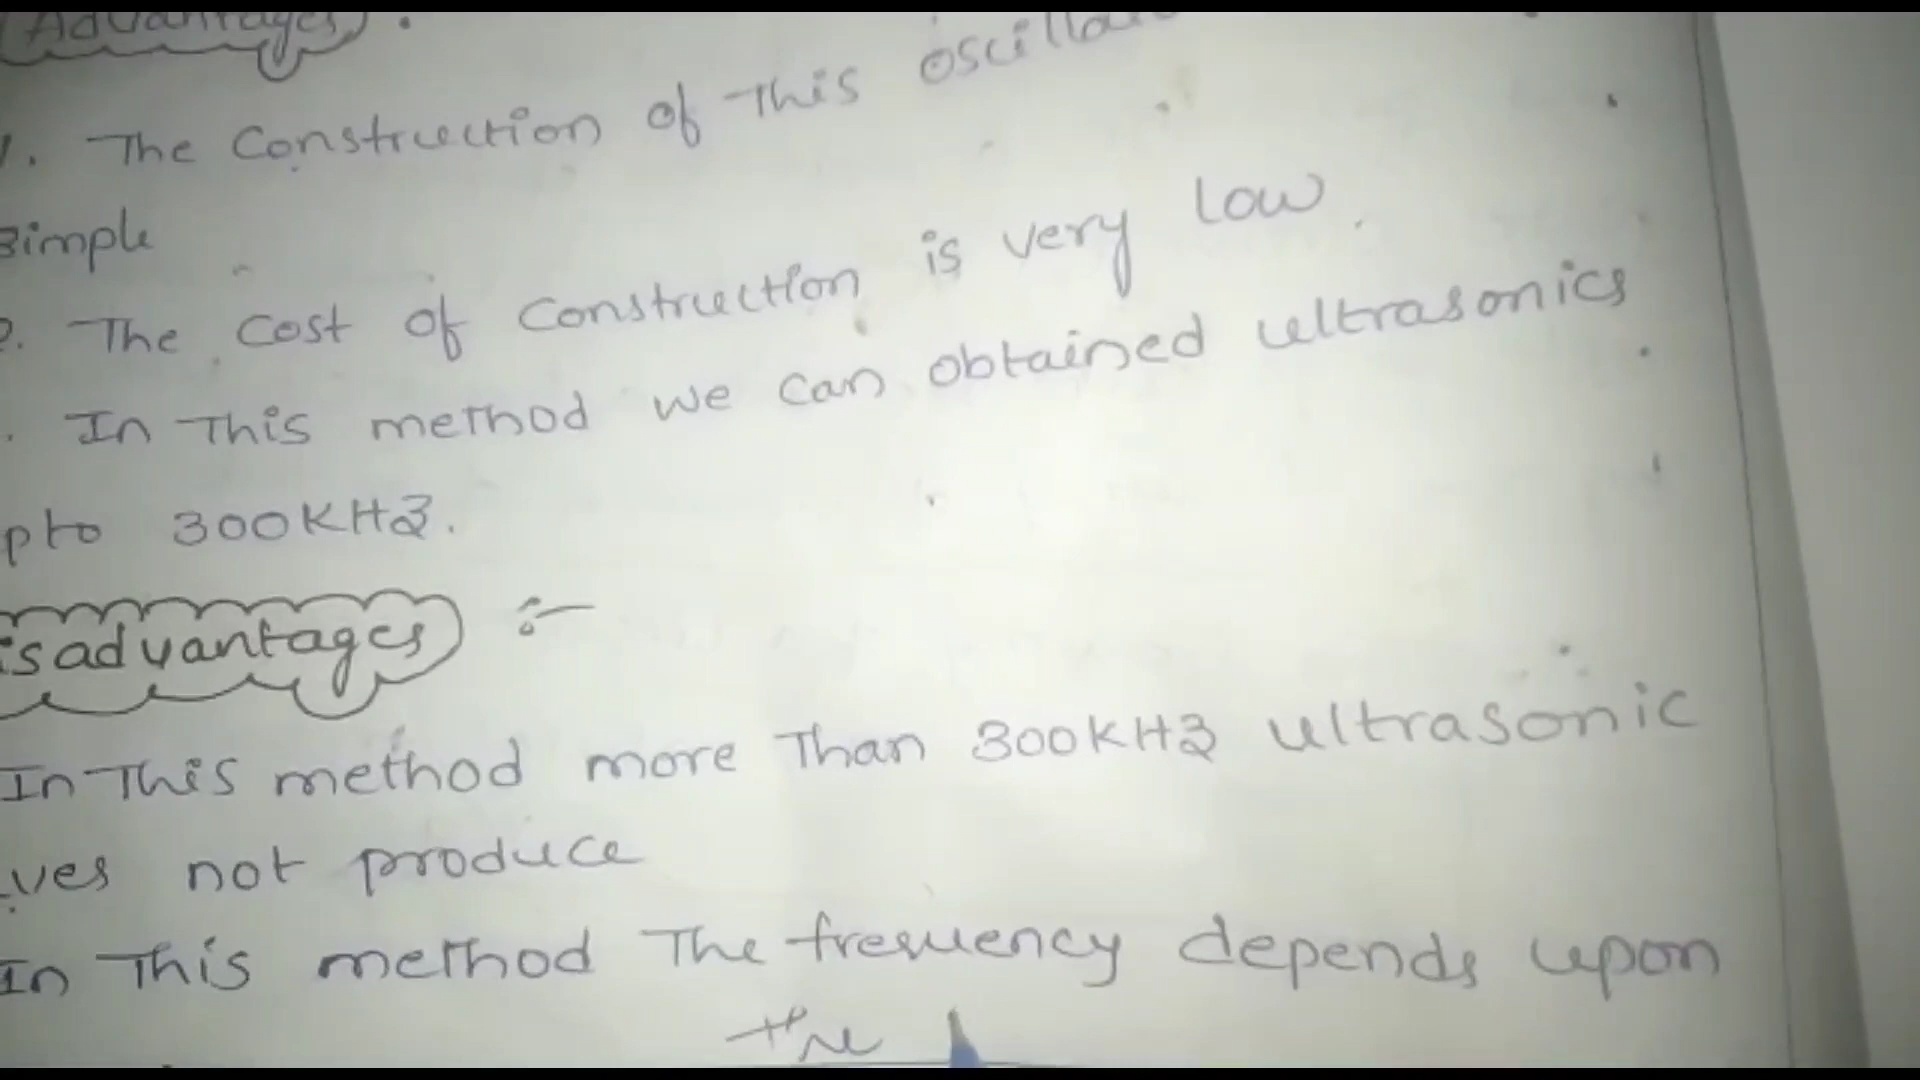 Advantages :
1. The Construction of This oscilla
Simple
2. The cost of construction is very low.
. In This method we can obtained ultrasonics
pto 300KHz.
isadvantages :-
In This method more Than 300KHz ultrasonic
ves not produce
In This method The frequency depends upon
the